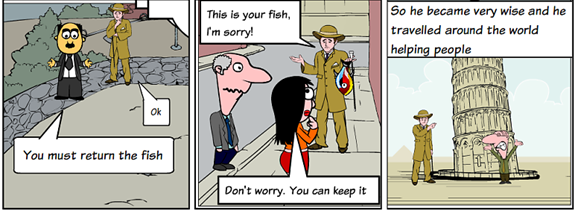 Ok
You must return the fish
This is your fish,
I'm sorry!
Don't worry. You can keep it
So he became very wise and he
travelled around the world
helping people